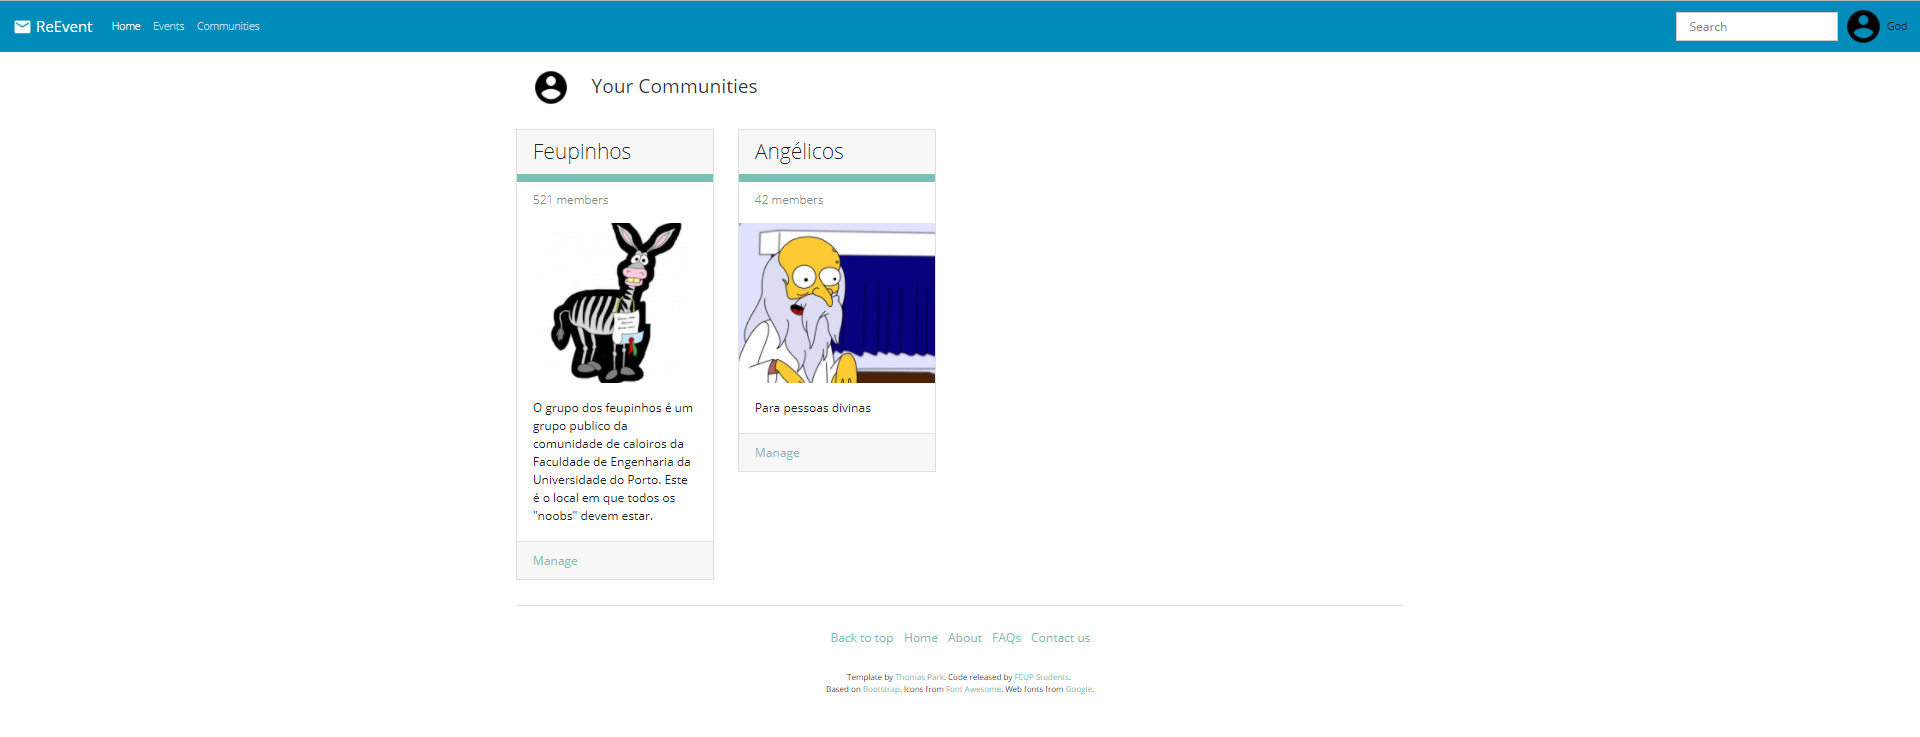 ReEvent Home Events Communities Search God
Your Communities
Feupinhos
521 members
O grupo dos feupinhos é um
grupo publico da
comunidade de caloiros da
Faculdade de Engenharia da
Universidade do Porto. Este
é o local em que todos os
"noobs" devem estar.
Manage
Angélicos
42 members
Para pessoas divinas
Manage
Back to top Home About FAQs Contact us
Template by Thomas Park. Code released by FEUP Students.
Based on Bootstrap. Icons from Font Awesome. Web fonts from Google.